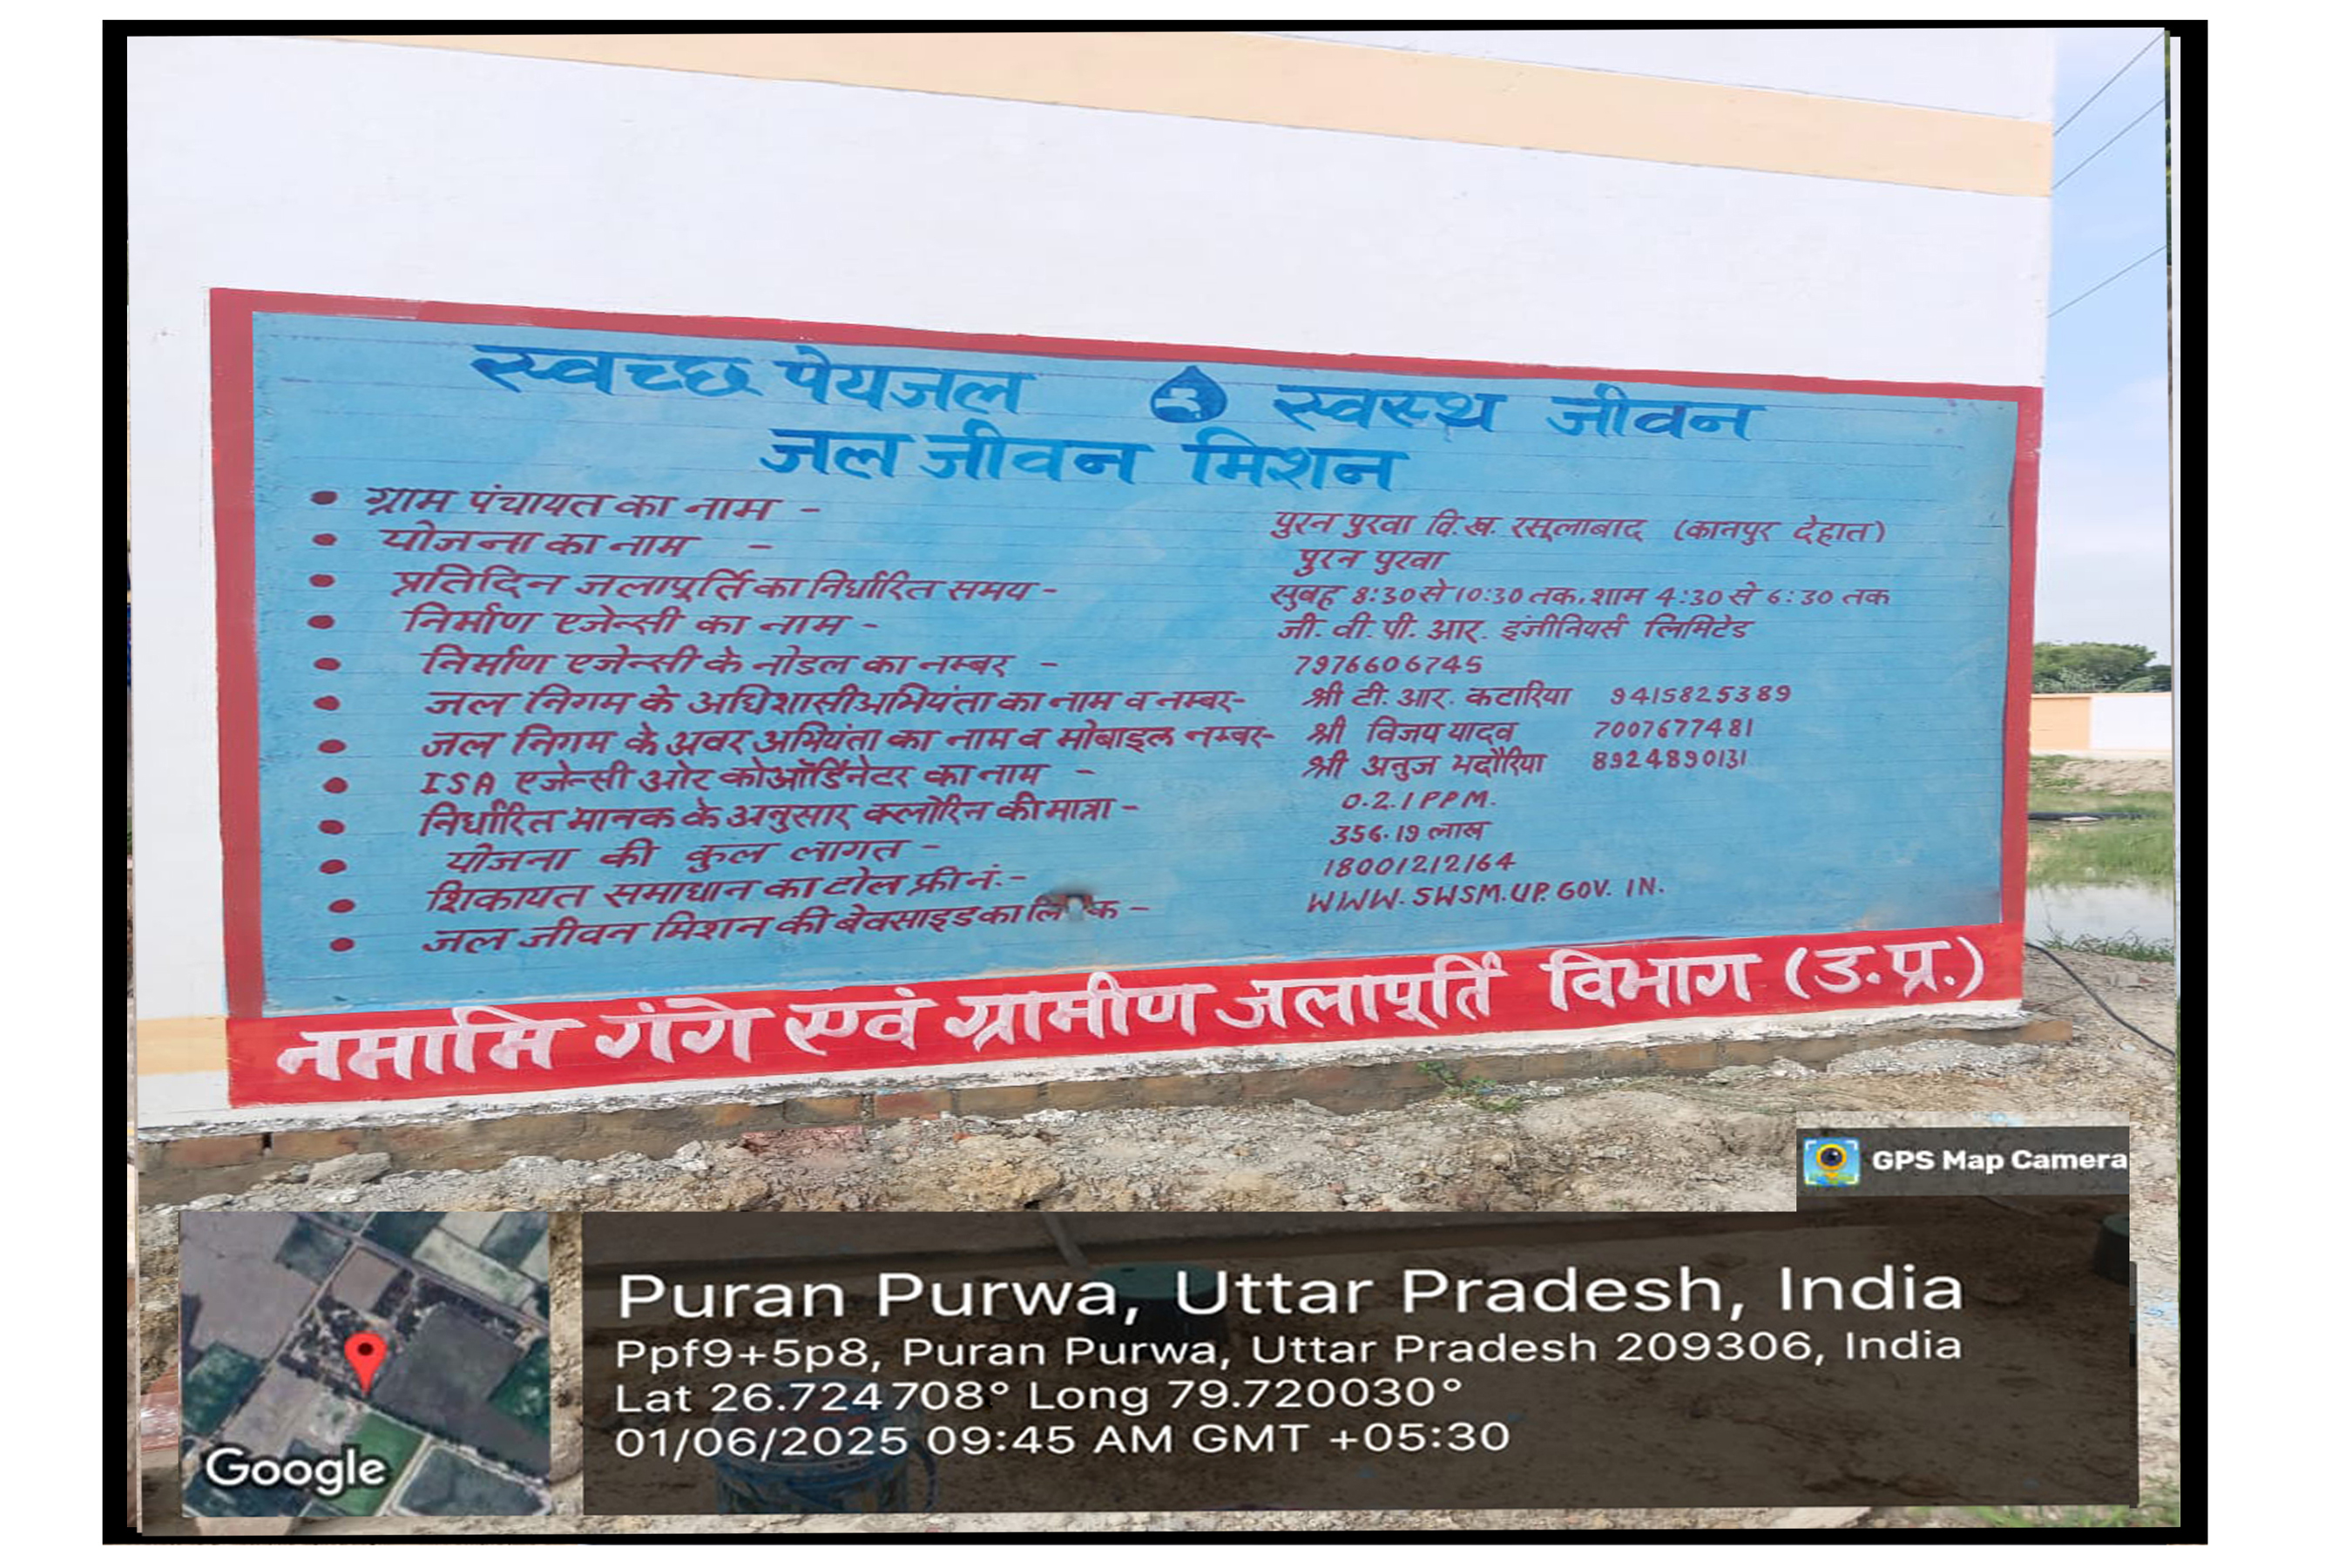 स्वच्छ पेयजल स्वस्थ जीवन
जल जीवन मिशन
• ग्राम पंचायत का नाम - पुरन पुरवा वि.ख. रसूलाबाद (कानपुर देहात)
• योजना का नाम - पुरन पुरवा
• प्रतिदिन जलापूर्ति का निर्धारित समय - सुबह 8:30 से 10:30 तक, शाम 4:30 से 6:30 तक
• निर्माण एजेन्सी का नाम - जी. वी. पी. आर. इंजीनियर्स लिमिटेड
• निर्माण एजेन्सी के नोडल का नम्बर - 7976606745
• जल निगम के अधिशासी अभियंता का नाम व नम्बर- श्री टी. आर. कटारिया 9415825389
• जल निगम के अवर अभियंता का नाम व मोबाइल नम्बर- श्री विजय यादव 7007677481
• ISA एजेन्सी ओर कोऑर्डिनेटर का नाम - श्री अनुज भदौरिया 8924890131
• निर्धारित मानक के अनुसार क्लोरिन की मात्रा - 0.2.1 PPM.
• योजना की कुल लागत - 356.19 लाख
• शिकायत समाधान का टोल फ्री नं.- 18001212164
• जल जीवन मिशन की बेवसाइड का - WWW.SWSM.UP.GOV.IN.
नमामि गंगे एवं ग्रामीण जलापूर्ति विभाग (उ.प्र.)
GPS Map Camera
Puran Purwa, Uttar Pradesh, India
Ppf9+5p8, Puran Purwa, Uttar Pradesh 209306, India
Lat 26.724708° Long 79.720030°
01/06/2025 09:45 AM GMT +05:30
Google